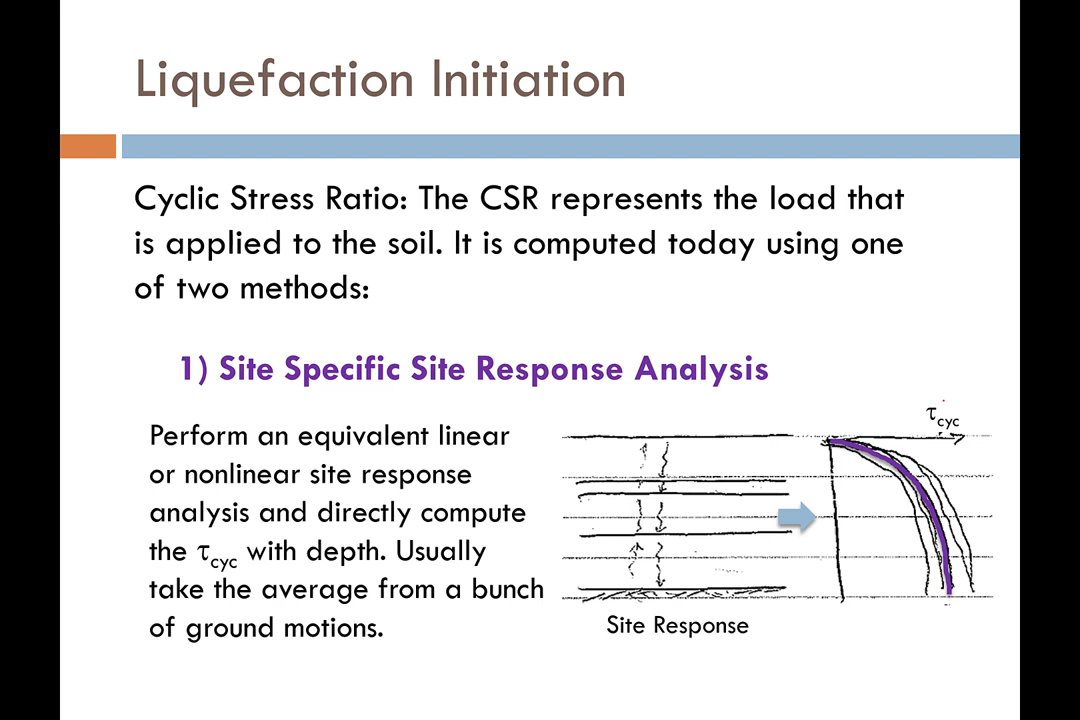 Liquefaction Initiation
Cyclic Stress Ratio: The CSR represents the load that
is applied to the soil. It is computed today using one
of two methods:
1) Site Specific Site Response Analysis
Perform an equivalent linear
or nonlinear site response
analysis and directly compute
the τcyc with depth. Usually
take the average from a bunch
of ground motions.
τcyc
Site Response